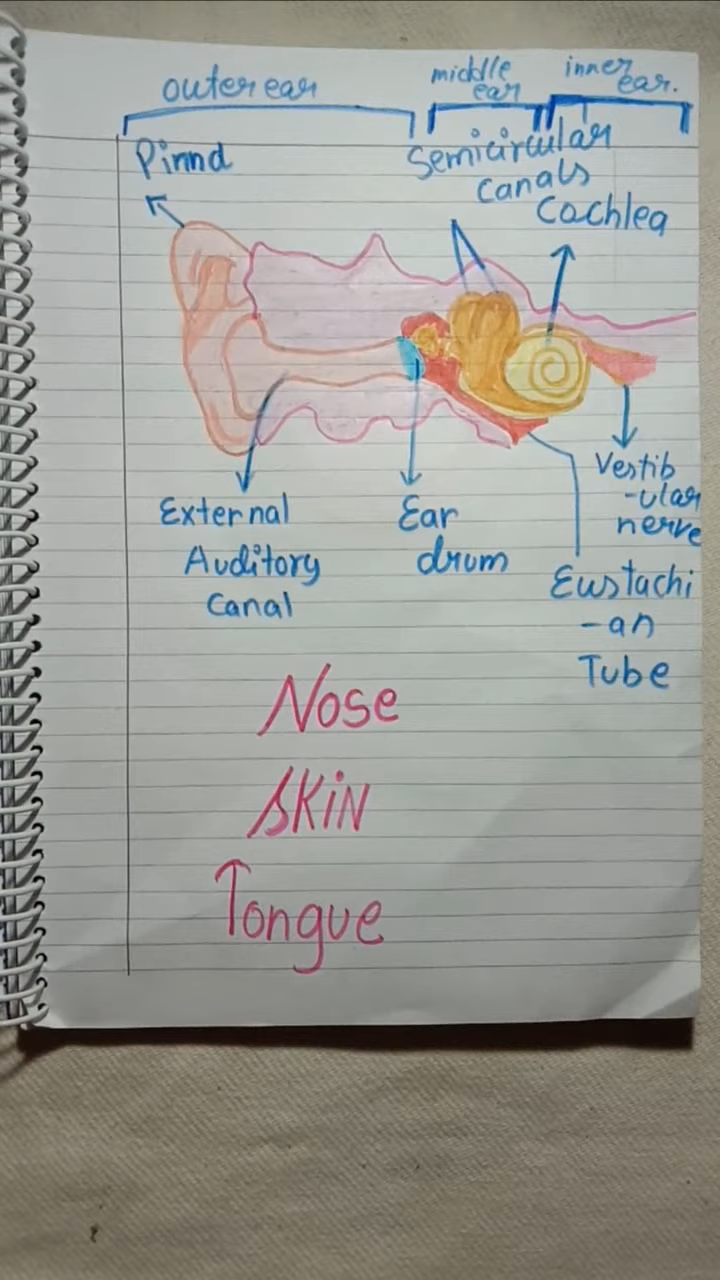 outer ear
middle
ear
inner
ear.
Pinnd
Semicircular
canals
Cochlea
External
Auditory
Canal
Ear
drum
Vestib
-ular
nerve
Eustachi
-an
Tube
Nose
SKiN
Tongue